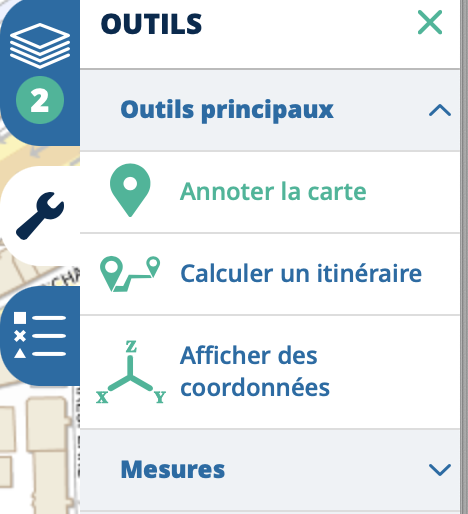 OUTILS
2
Outils principaux
Annoter la carte
Calculer un itinéraire
Z
X Y
Afficher des
coordonnées
Mesures